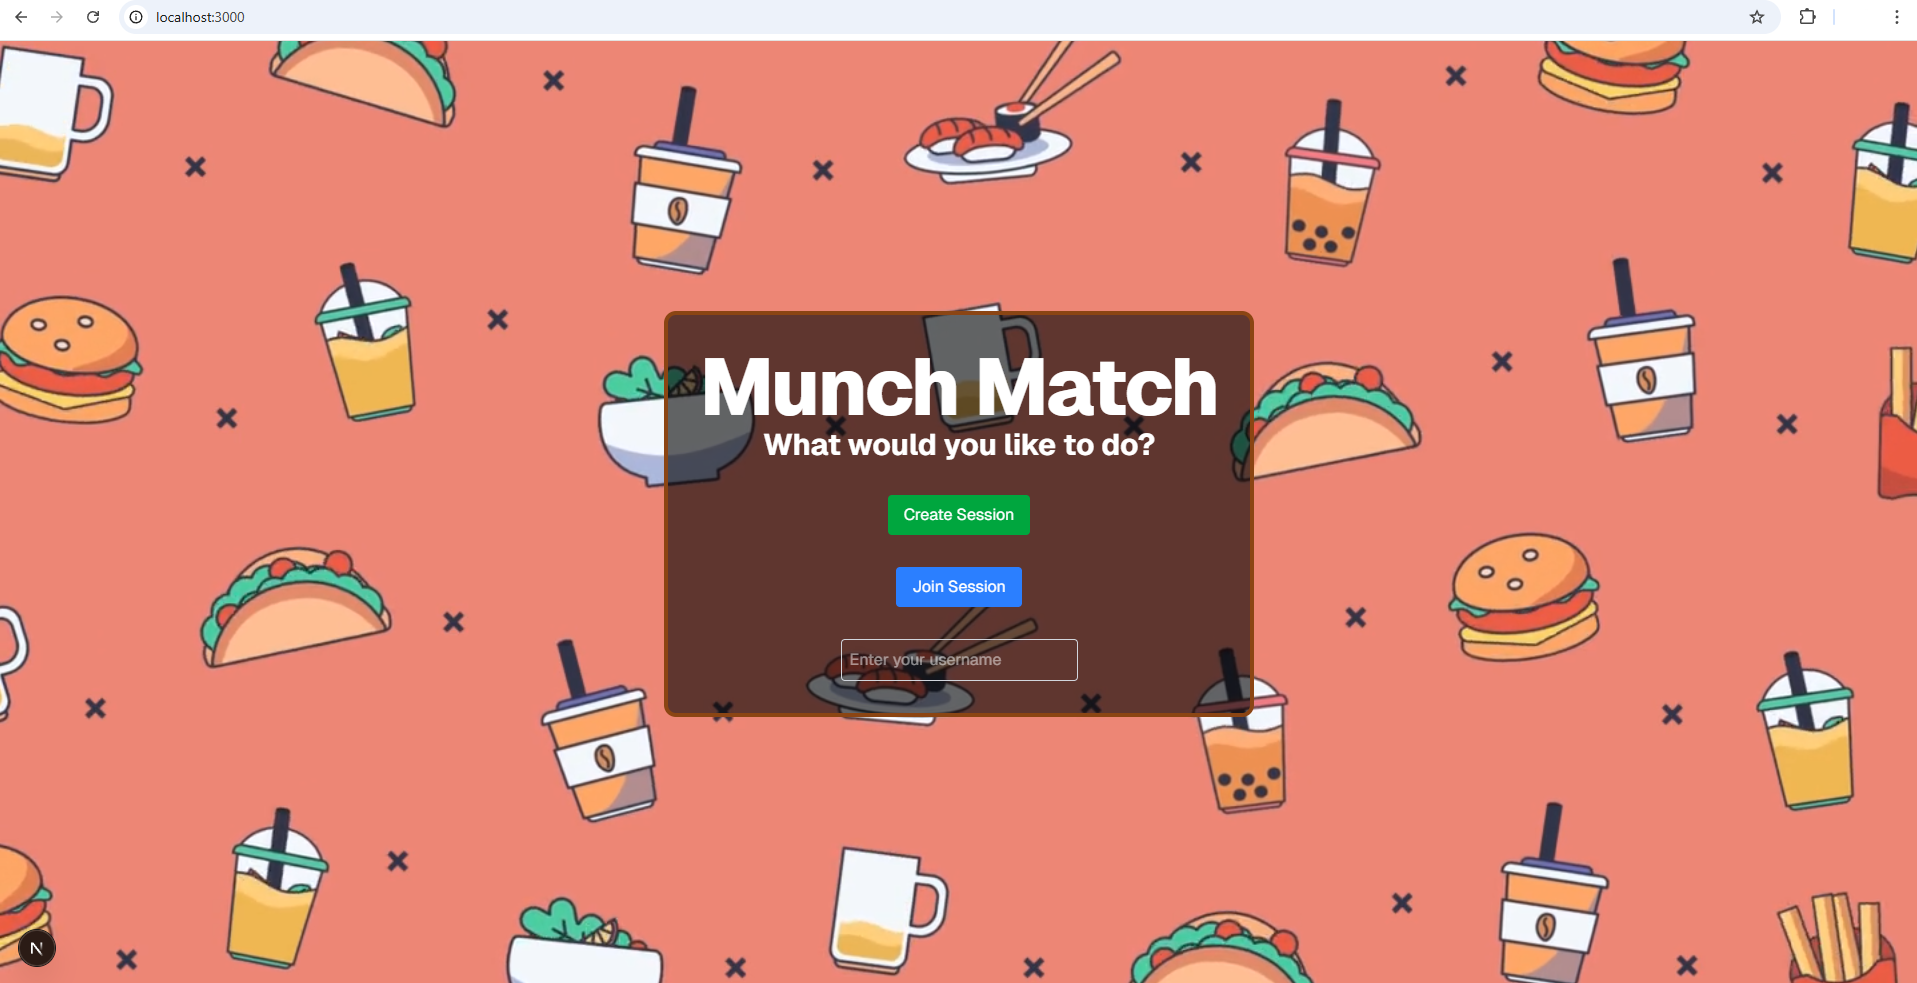 localhost:3000
Munch Match
What would you like to do?
Create Session
Join Session
Enter your username
N